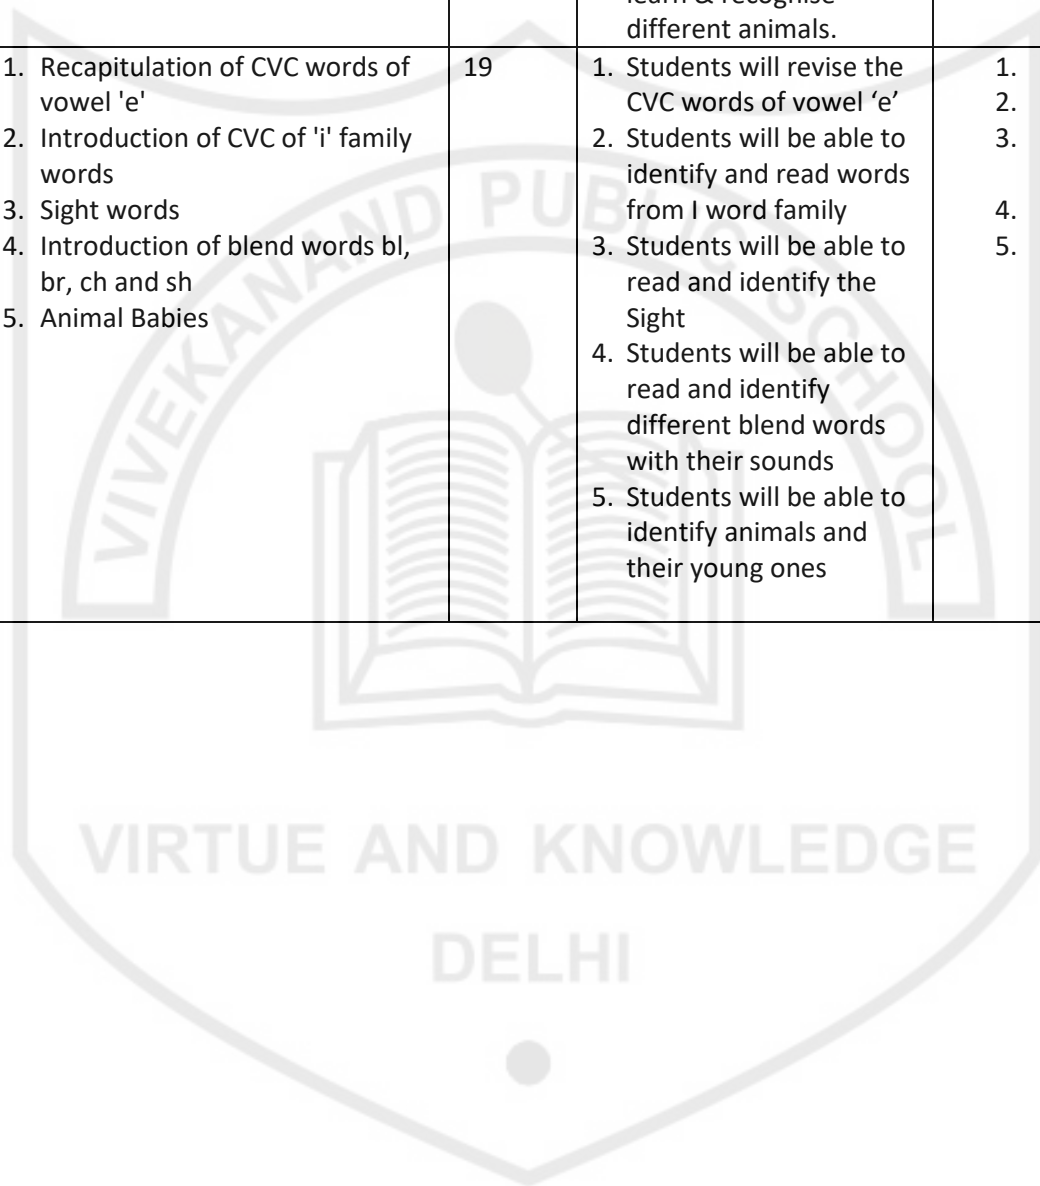 learn & recognise
different animals.
1. Recapitulation of CVC words of
vowel 'e'
2. Introduction of CVC of 'i' family
words
3. Sight words
4. Introduction of blend words bl,
br, ch and sh
5. Animal Babies
19
1. Students will revise the
CVC words of vowel ‘e’
2. Students will be able to
identify and read words
from I word family
3. Students will be able to
read and identify the
Sight
4. Students will be able to
read and identify
different blend words
with their sounds
5. Students will be able to
identify animals and
their young ones
1.
2.
3.
4.
5.
VIVEKANAND PUBLIC SCHOOL
VIRTUE AND KNOWLEDGE
DELHI